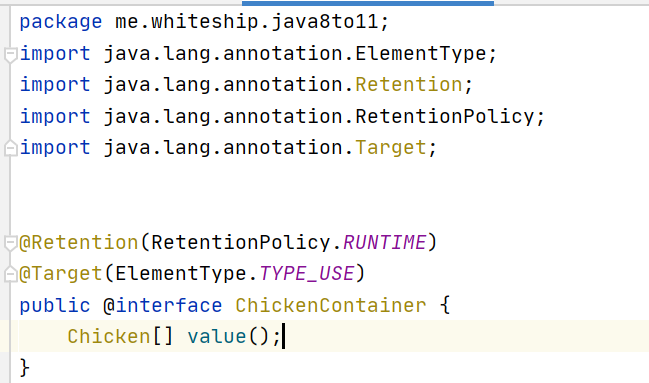 package me.whiteship.java8to11;
import java.lang.annotation.ElementType;
import java.lang.annotation.Retention;
import java.lang.annotation.RetentionPolicy;
import java.lang.annotation.Target;
@Retention(RetentionPolicy.RUNTIME)
@Target(ElementType.TYPE_USE)
public @interface ChickenContainer {
    Chicken[] value();
}